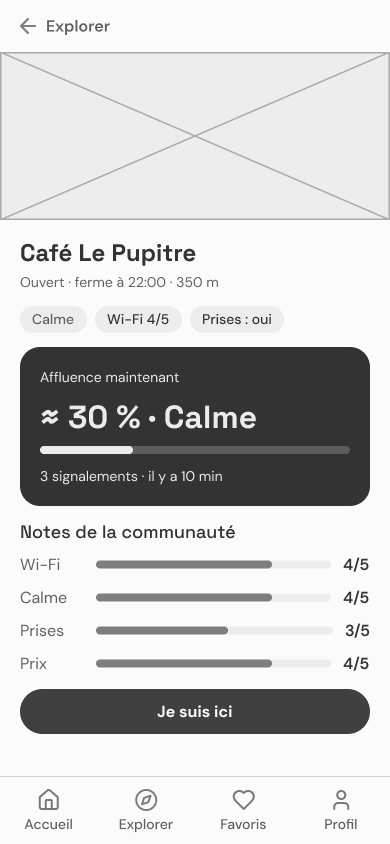 Explorer
Café Le Pupitre
Ouvert · ferme à 22:00 · 350 m
Calme Wi-Fi 4/5 Prises : oui
Affluence maintenant
≈ 30 % · Calme
3 signalements · il y a 10 min
Notes de la communauté
Wi-Fi 4/5
Calme 4/5
Prises 3/5
Prix 4/5
Je suis ici
Accueil Explorer Favoris Profil